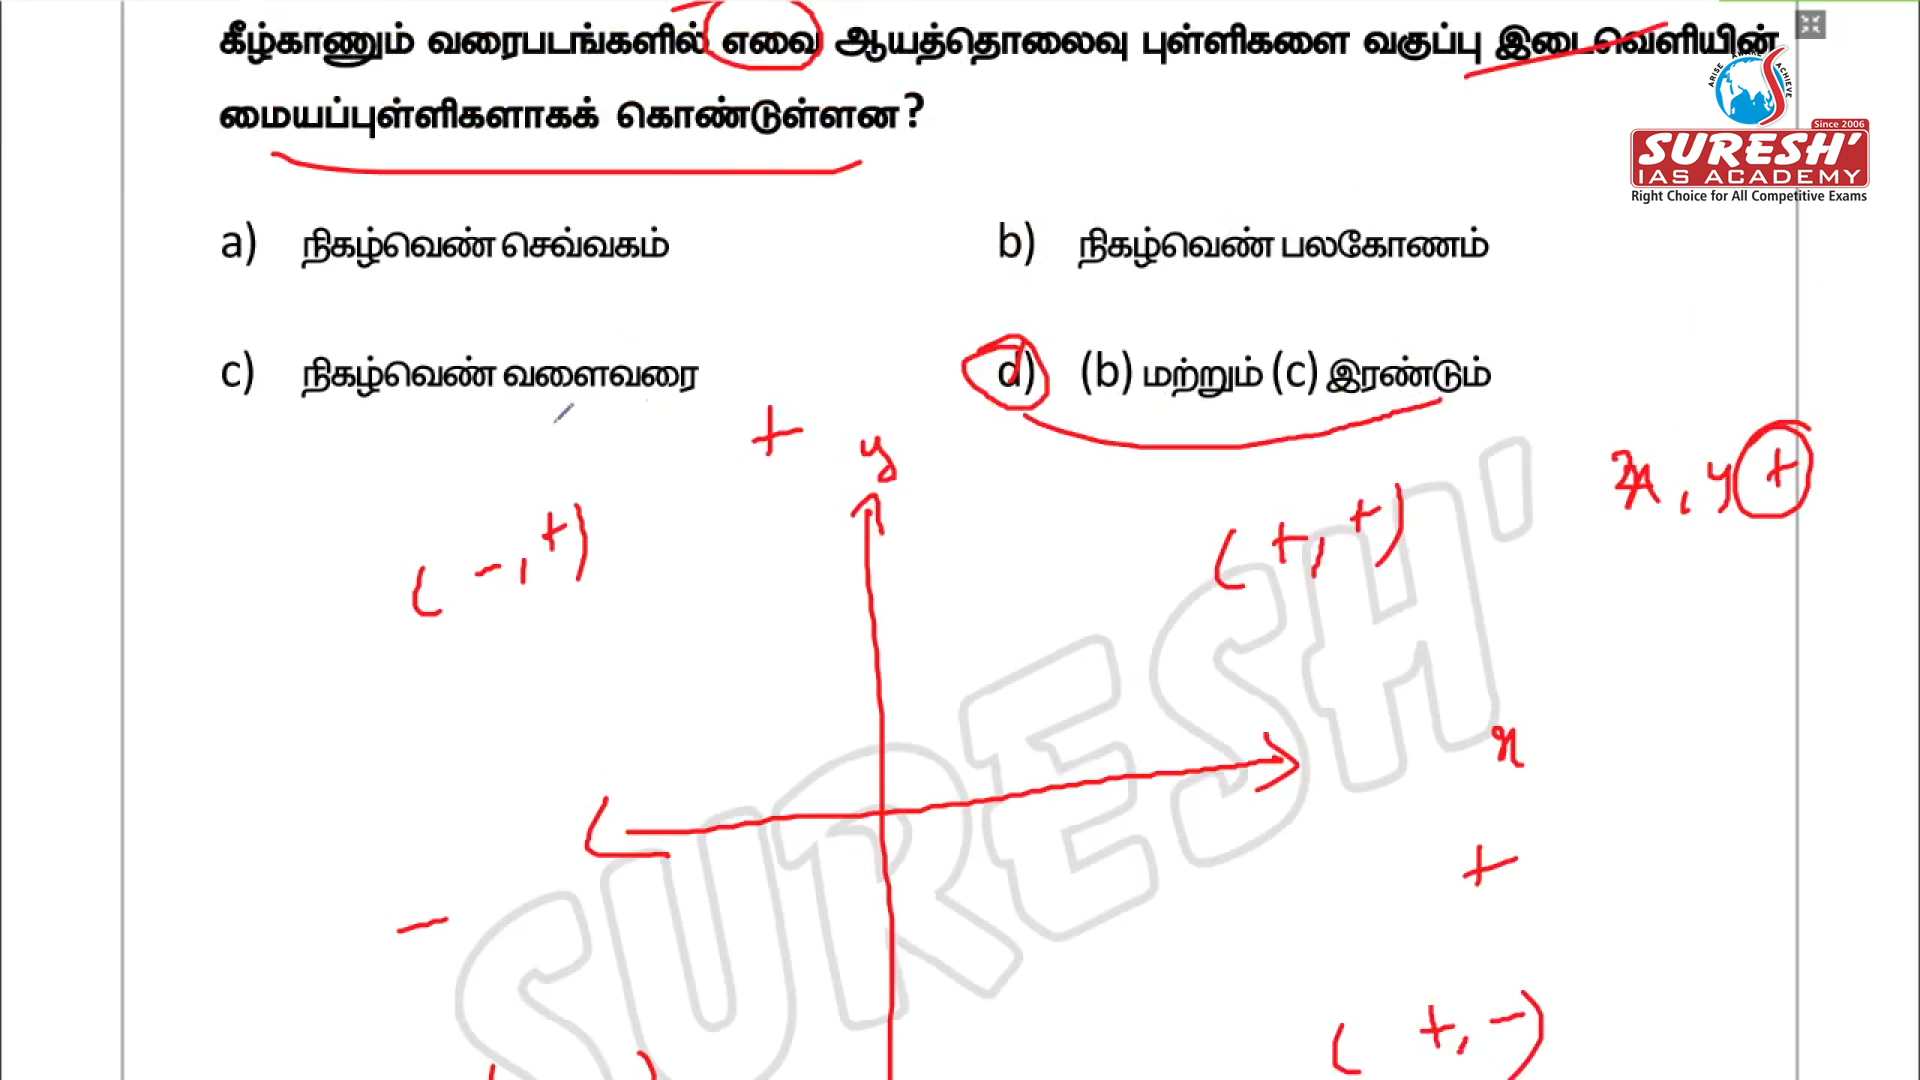 கீழ்காணும் வரைபடங்களில் எவை ஆயத்தொலைவு புள்ளிகளை வகுப்பு இடைவெளியின்
மையப்புள்ளிகளாகக் கொண்டுள்ளன?
ARISE AWARE ACHIEVE
Since 2006
SURESH'
IAS ACADEMY
Right Choice for All Competitive Exams
a) நிகழ்வெண் செவ்வகம்
b) நிகழ்வெண் பலகோணம்
c) நிகழ்வெண் வளைவரை
d) (b) மற்றும் (c) இரண்டும்
+ y
x, y +
(-, +)
(+, +)
x
+
-
(+, -)
SURESH'